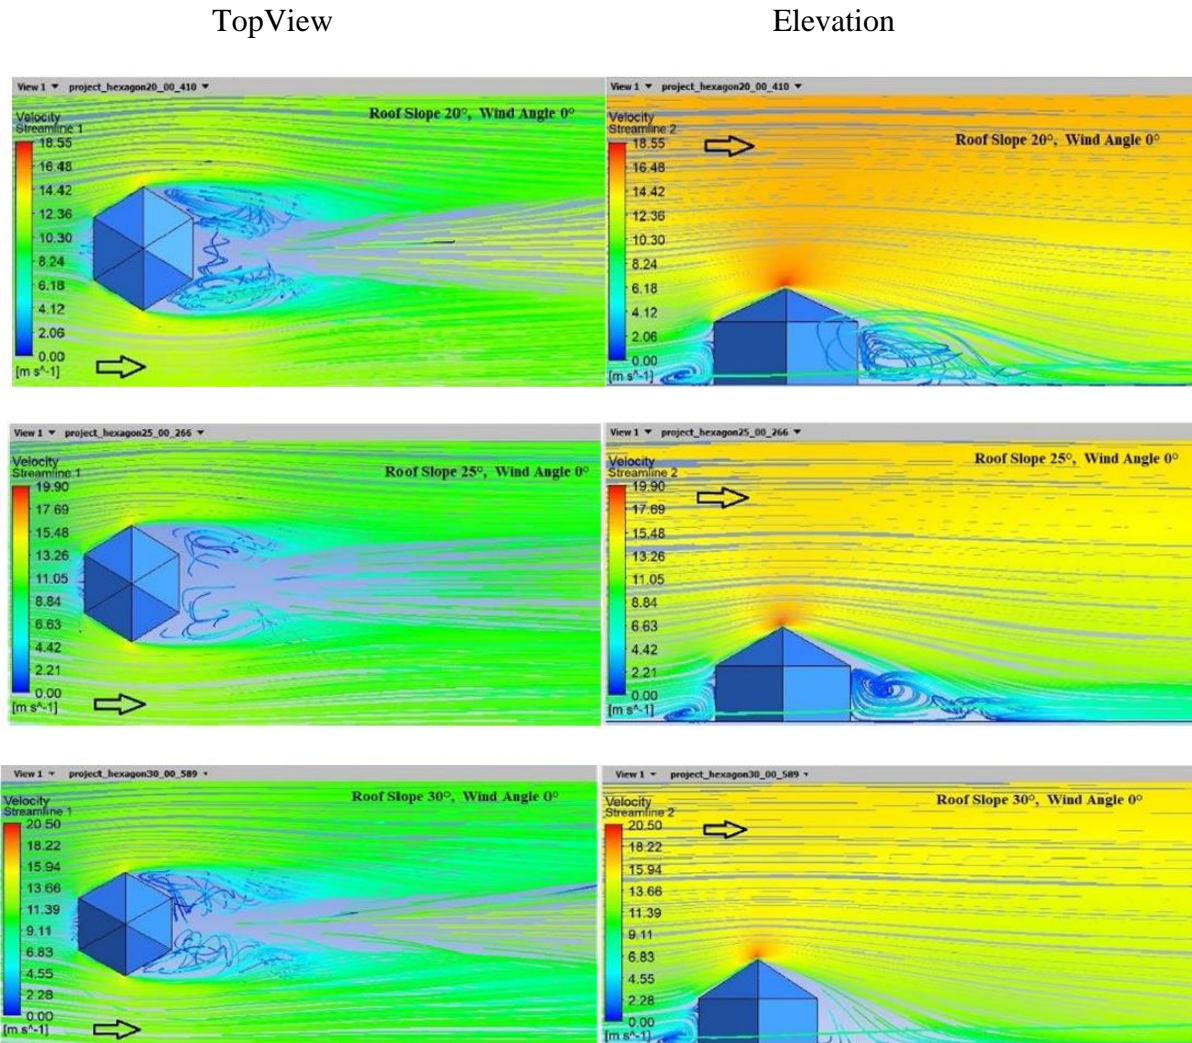 TopView
Elevation
View 1 ▼ project_hexagon20_00_410 ▼
Roof Slope 20°, Wind Angle 0°
Velocity
Streamline 1
18.55
16.48
14.42
12.36
10.30
8.24
6.18
4.12
2.06
0.00
[m s^-1]
View 1 ▼ project_hexagon20_00_410 ▼
Roof Slope 20°, Wind Angle 0°
Velocity
Streamline 2
18.55
16.48
14.42
12.36
10.30
8.24
6.18
4.12
2.06
0.00
[m s^-1]
View 1 ▼ project_hexagon25_00_266 ▼
Roof Slope 25°, Wind Angle 0°
Velocity
Streamline 1
19.90
17.69
15.48
13.26
11.05
8.84
6.63
4.42
2.21
0.00
[m s^-1]
View 1 ▼ project_hexagon25_00_266 ▼
Roof Slope 25°, Wind Angle 0°
Velocity
Streamline 2
19.90
17.69
15.48
13.26
11.05
8.84
6.63
4.42
2.21
0.00
[m s^-1]
View 1 ▼ project_hexagon30_00_589 ▼
Roof Slope 30°, Wind Angle 0°
Velocity
Streamline 1
20.50
18.22
15.94
13.66
11.39
9.11
6.83
4.55
2.28
0.00
[m s^-1]
View 1 ▼ project_hexagon30_00_589 ▼
Roof Slope 30°, Wind Angle 0°
Velocity
Streamline 2
20.50
18.22
15.94
13.66
11.39
9.11
6.83
4.55
2.28
0.00
[m s^-1]